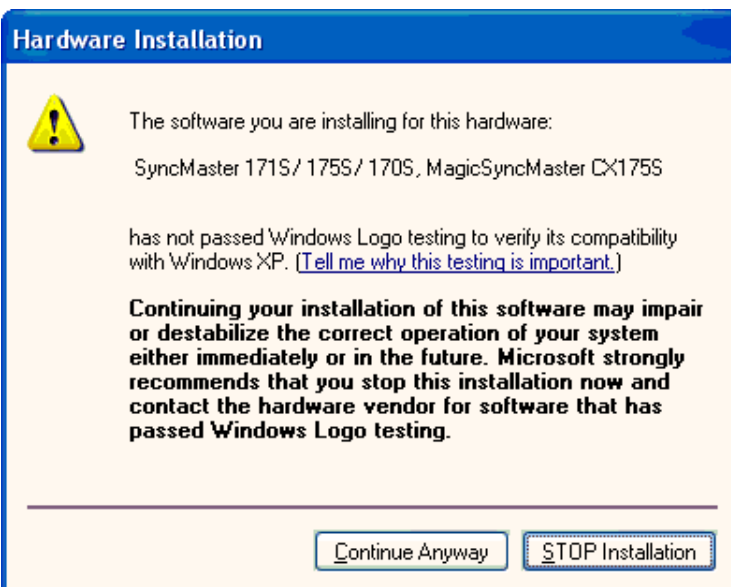 Hardware Installation
The software you are installing for this hardware:
SyncMaster 171S/ 175S/ 170S, MagicSyncMaster CX175S
has not passed Windows Logo testing to verify its compatibility
with Windows XP. (Tell me why this testing is important.)
Continuing your installation of this software may impair
or destabilize the correct operation of your system
either immediately or in the future. Microsoft strongly
recommends that you stop this installation now and
contact the hardware vendor for software that has
passed Windows Logo testing.
Continue Anyway
STOP Installation